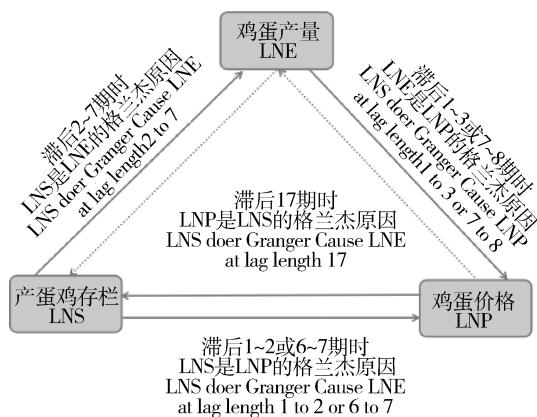 鸡蛋产量
LNE
滞后2~7期时
LNS是LNE的格兰杰原因
LNS doer Granger Cause LNE
at lag length2 to 7
滞后1~3或7~8期时
LNE是LNP的格兰杰原因
LNS doer Granger Cause LNP
at lag length1 to 3 or 7 to 8
滞后17期时
LNP是LNS的格兰杰原因
LNS doer Granger Cause LNE
at lag length 17
产蛋鸡存栏
LNS
鸡蛋价格
LNP
滞后1~2或6~7期时
LNS是LNP的格兰杰原因
LNS doer Granger Cause LNE
at lag length 1 to 2 or 6 to 7